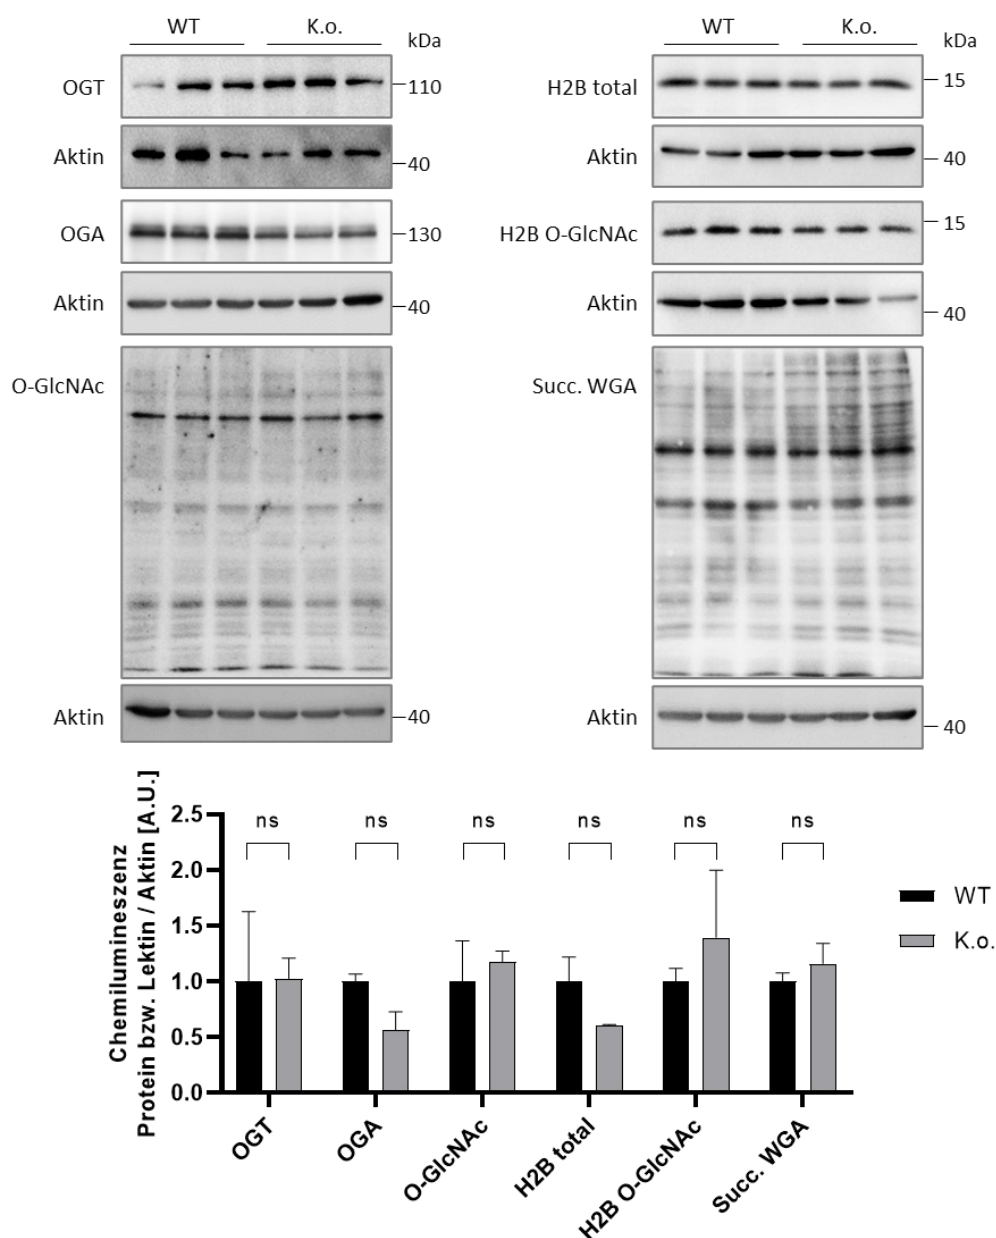 WT K.o.
kDa
OGT
110
Aktin
40
OGA
130
Aktin
40
O-GlcNAc
Aktin
40
WT K.o.
kDa
H2B total
15
Aktin
40
H2B O-GlcNAc
15
Aktin
40
Succ. WGA
Aktin
40
Chemilumineszenz
Protein bzw. Lektin / Aktin [A.U.]
2.5
2.0
1.5
1.0
0.5
0.0
ns ns ns ns ns ns
OGT
OGA
O-GlcNAc
H2B total
H2B O-GlcNAc
Succ. WGA
WT
K.o.